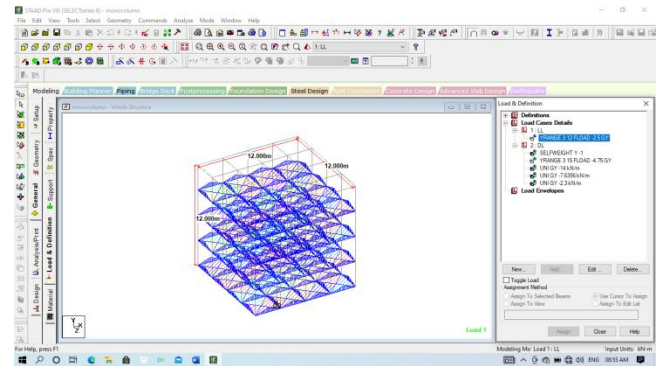 STAAD.Pro V8i (SELECTseries 6) - monocolumn
File Edit View Tools Select Geometry Commands Analyze Mode Window Help
1: LL
Modeling Building Planner Piping Bridge Deck Postprocessing Foundation Design Steel Design Concrete Design Advanced Slab Design Earthquake
Setup
Geometry
General
Analysis/Print
Design
Property
Spec
Support
Load & Definition
Material
monocolumn - Whole Structure
12.000m
12.000m
12.000m
Load 1
Y
X
Z
Load & Definition
Definitions
Load Cases Details
1 : LL
YRANGE 3 12 FLOAD -2.5 GY
2 : DL
SELFWEIGHT Y -1
YRANGE 3 15 FLOAD -4.75 GY
UNI GY -14 kN/m
UNI GY -7.6356 kN/m
UNI GY -2.3 kN/m
Load Envelopes
New...
Add...
Edit ...
Delete...
Toggle Load
Assignment Method
Assign To Selected Beams
Use Cursor To Assign
Assign To View
Assign To Edit List
Assign
Close
Help
For Help, press F1
Modeling Mo Load 1 : LL
Input Units: kN-m
ENG 08:55 AM